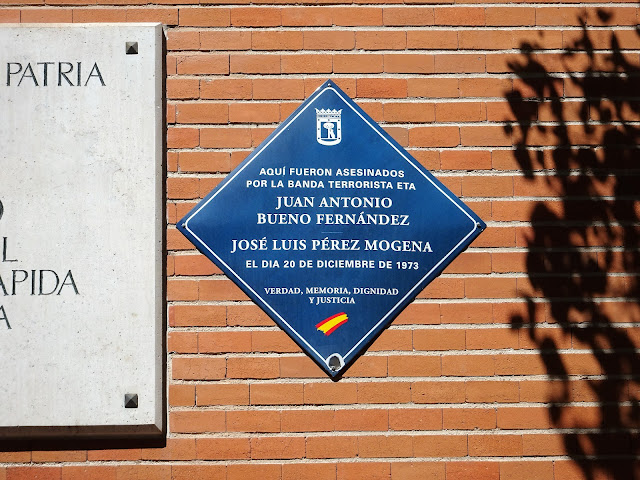 PATRIA
L
ÁPIDA
A
AQUÍ FUERON ASESINADOS
POR LA BANDA TERRORISTA ETA
JUAN ANTONIO
BUENO FERNÁNDEZ
JOSÉ LUIS PÉREZ MOGENA
EL DIA 20 DE DICIEMBRE DE 1973
VERDAD, MEMORIA, DIGNIDAD
Y JUSTICIA